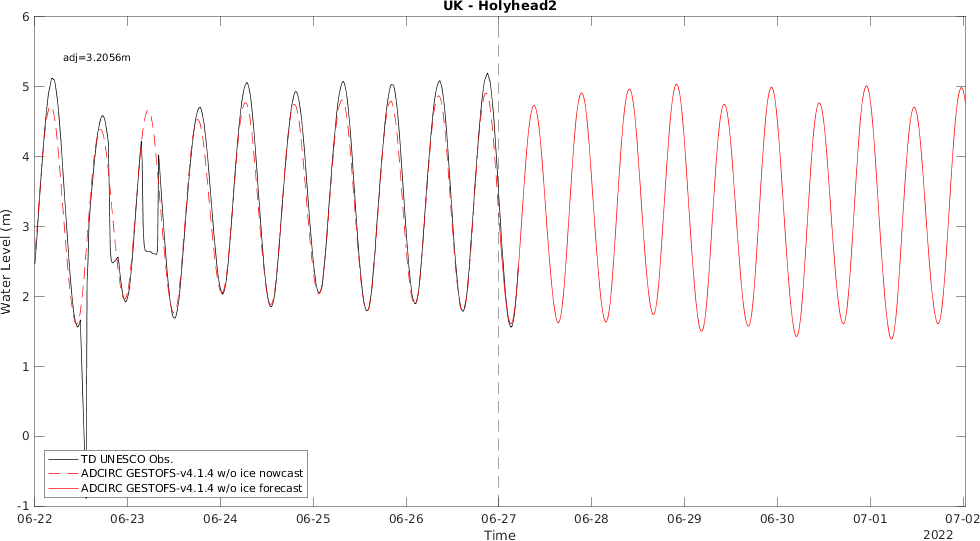 UK - Holyhead2
adj=3.2056m
6
5
4
3
2
1
0
-1
Water Level (m)
TD UNESCO Obs.
ADCIRC GESTOFS-v4.1.4 w/o ice nowcast
ADCIRC GESTOFS-v4.1.4 w/o ice forecast
06-22 06-23 06-24 06-25 06-26 06-27 06-28 06-29 06-30 07-01 07-02
Time
2022